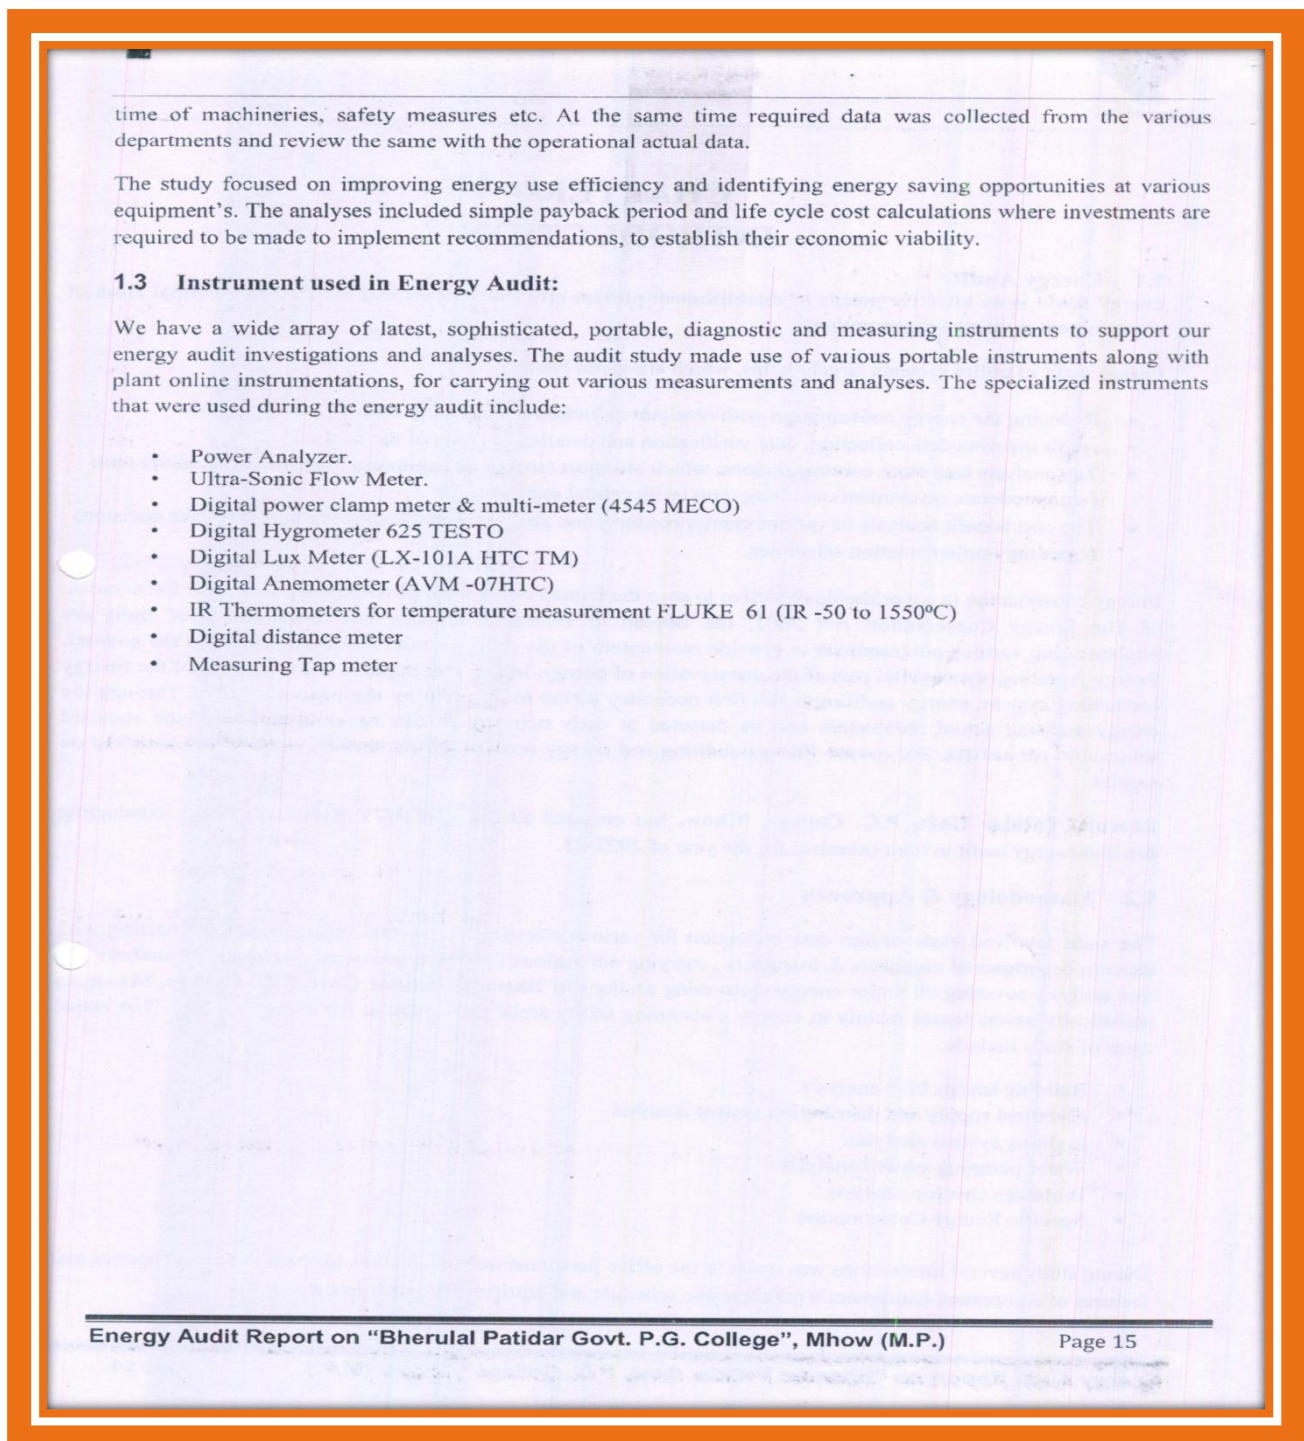 time of machineries, safety measures etc. At the same time required data was collected from the various
departments and review the same with the operational actual data.
The study focused on improving energy use efficiency and identifying energy saving opportunities at various
equipment's. The analyses included simple payback period and life cycle cost calculations where investments are
required to be made to implement recommendations, to establish their economic viability.
1.3 Instrument used in Energy Audit:
We have a wide array of latest, sophisticated, portable, diagnostic and measuring instruments to support our
energy audit investigations and analyses. The audit study made use of various portable instruments along with
plant online instrumentations, for carrying out various measurements and analyses. The specialized instruments
that were used during the energy audit include:
• Power Analyzer.
• Ultra-Sonic Flow Meter.
• Digital power clamp meter & multi-meter (4545 MECO)
• Digital Hygrometer 625 TESTO
• Digital Lux Meter (LX-101A HTC TM)
• Digital Anemometer (AVM -07HTC)
• IR Thermometers for temperature measurement FLUKE 61 (IR -50 to 1550ºC)
• Digital distance meter
• Measuring Tap meter
Energy Audit Report on “Bherulal Patidar Govt. P.G. College”, Mhow (M.P.) Page 15